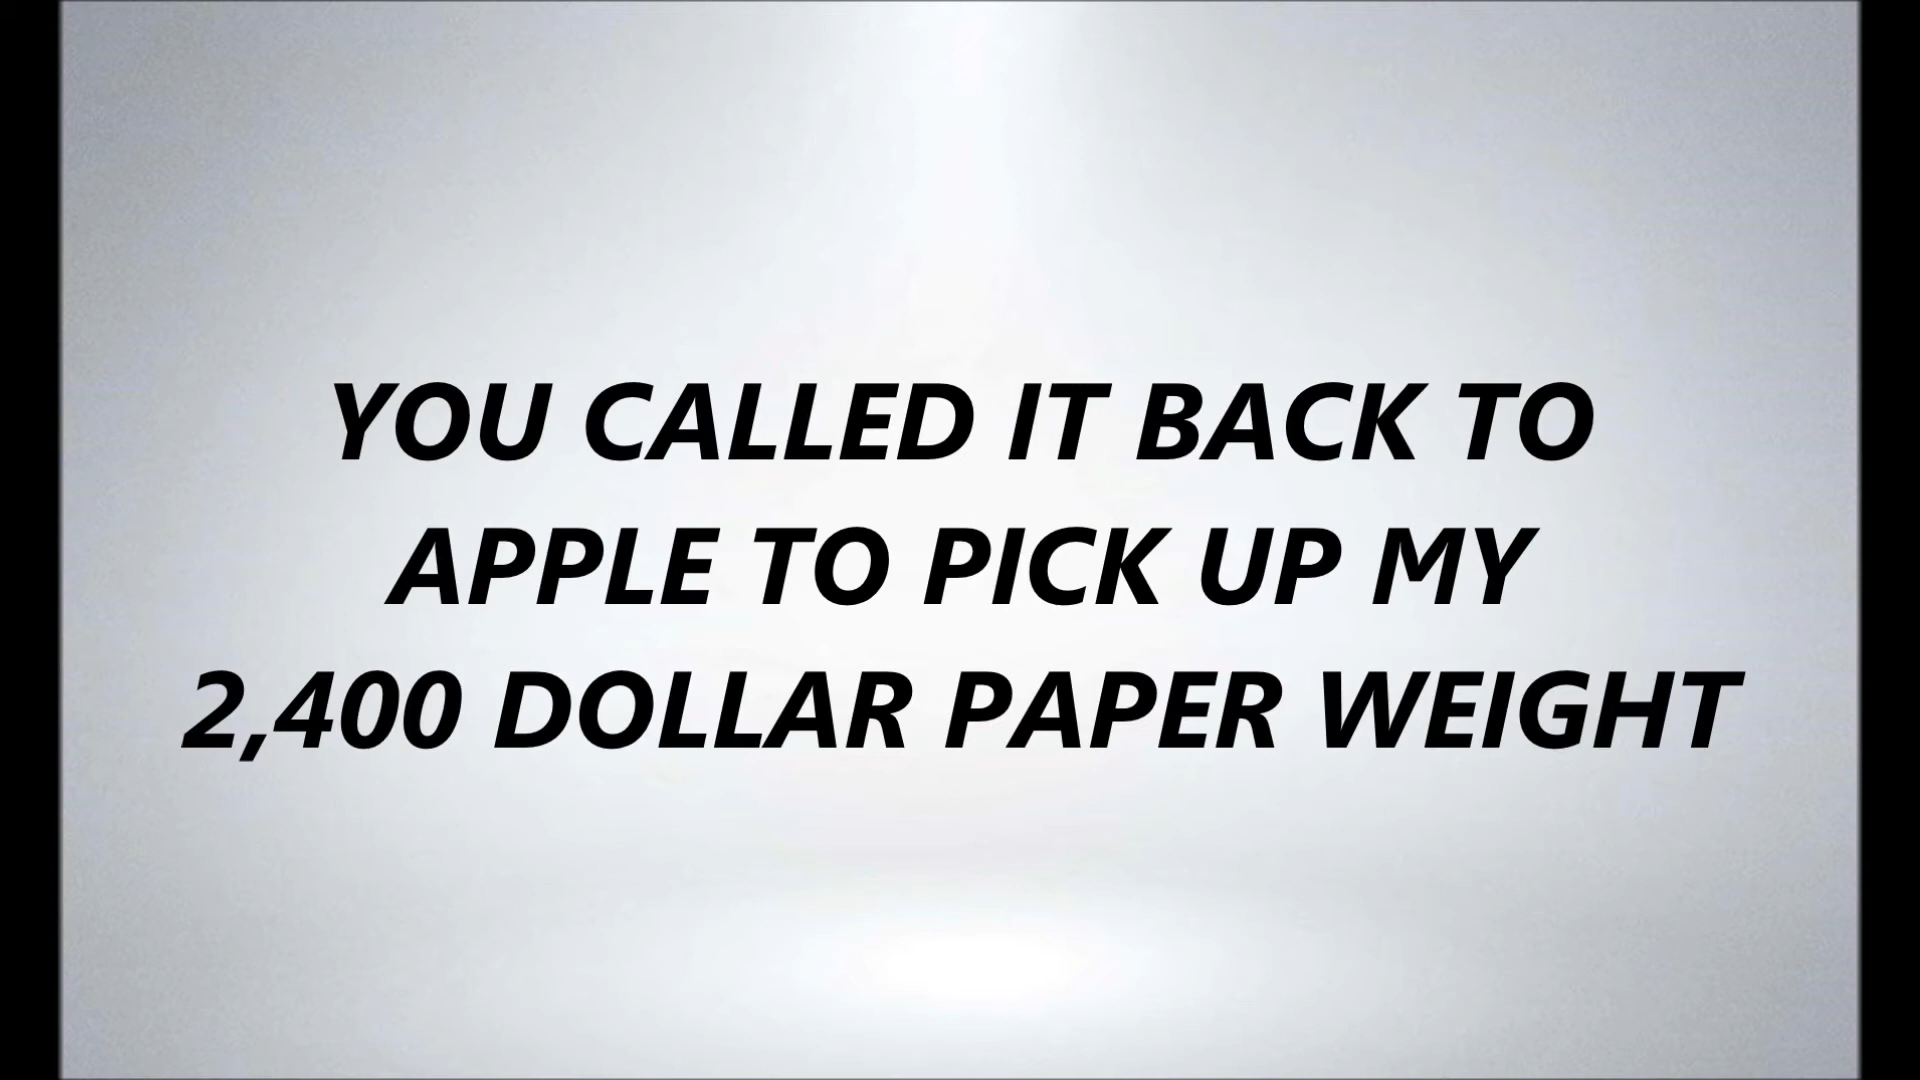 YOU CALLED IT BACK TO
APPLE TO PICK UP MY
2,400 DOLLAR PAPER WEIGHT